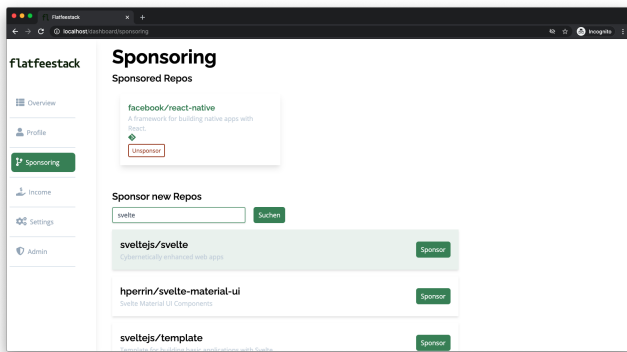 Flatfeestack
localhost/dashboard/sponsoring
Incognito
flatfeestack
Overview
Profile
Sponsoring
Income
Settings
Admin
Sponsoring
Sponsored Repos
facebook/react-native
A framework for building native apps with
React.
Unsponsor
Sponsor new Repos
svelte
Suchen
sveltejs/svelte
Cybernetically enhanced web apps
Sponsor
hperrin/svelte-material-ui
Svelte Material UI Components
Sponsor
sveltejs/template
Template for building basic applications with Svelte
Sponsor